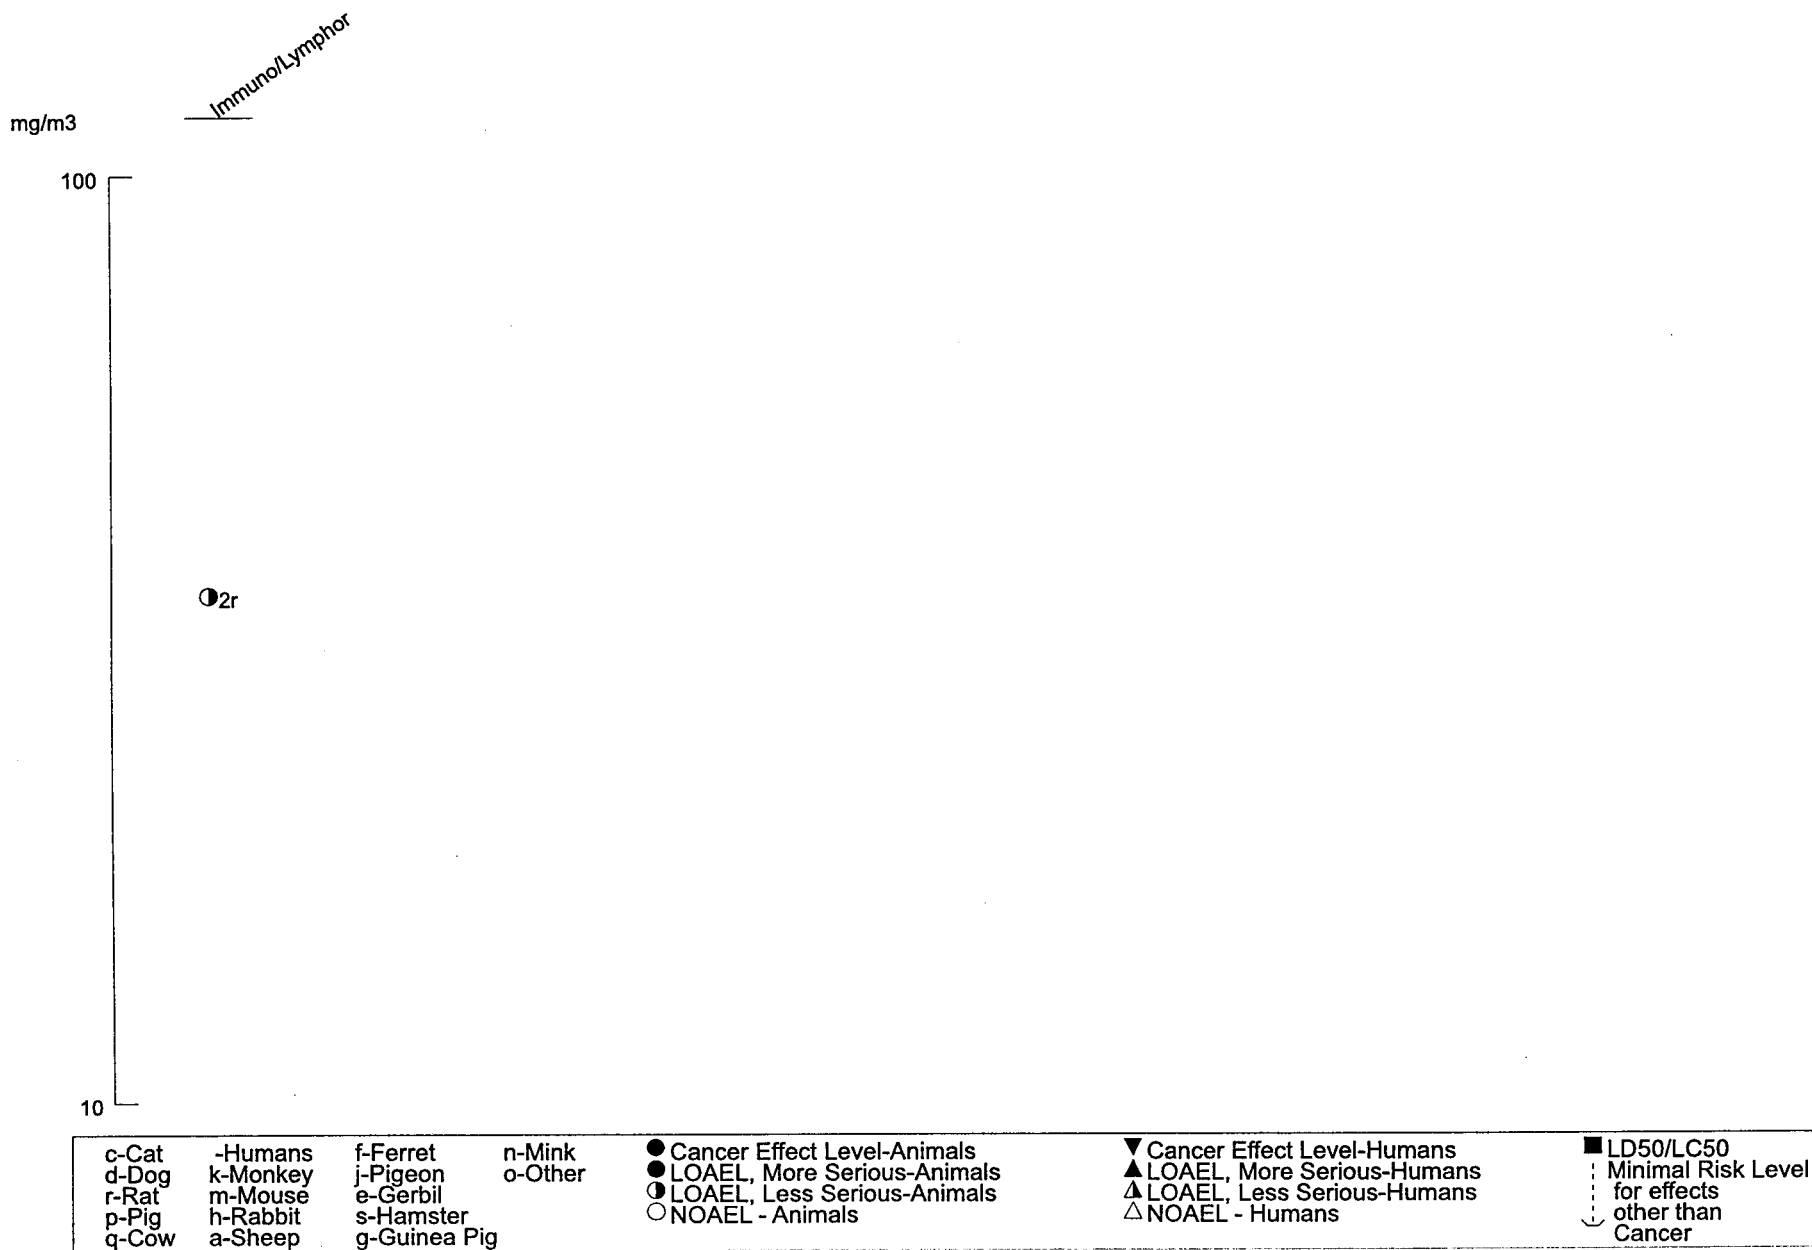 Immuno/Lymphor
mg/m3
100
2r
10
c-Cat -Humans f-Ferret n-Mink ●Cancer Effect Level-Animals ▼Cancer Effect Level-Humans ■LD50/LC50
d-Dog k-Monkey j-Pigeon o-Other ●LOAEL, More Serious-Animals ▲LOAEL, More Serious-Humans Minimal Risk Level
r-Rat m-Mouse e-Gerbil ◑LOAEL, Less Serious-Animals ◮LOAEL, Less Serious-Humans for effects
p-Pig h-Rabbit s-Hamster ○NOAEL - Animals △NOAEL - Humans other than
q-Cow a-Sheep g-Guinea Pig Cancer